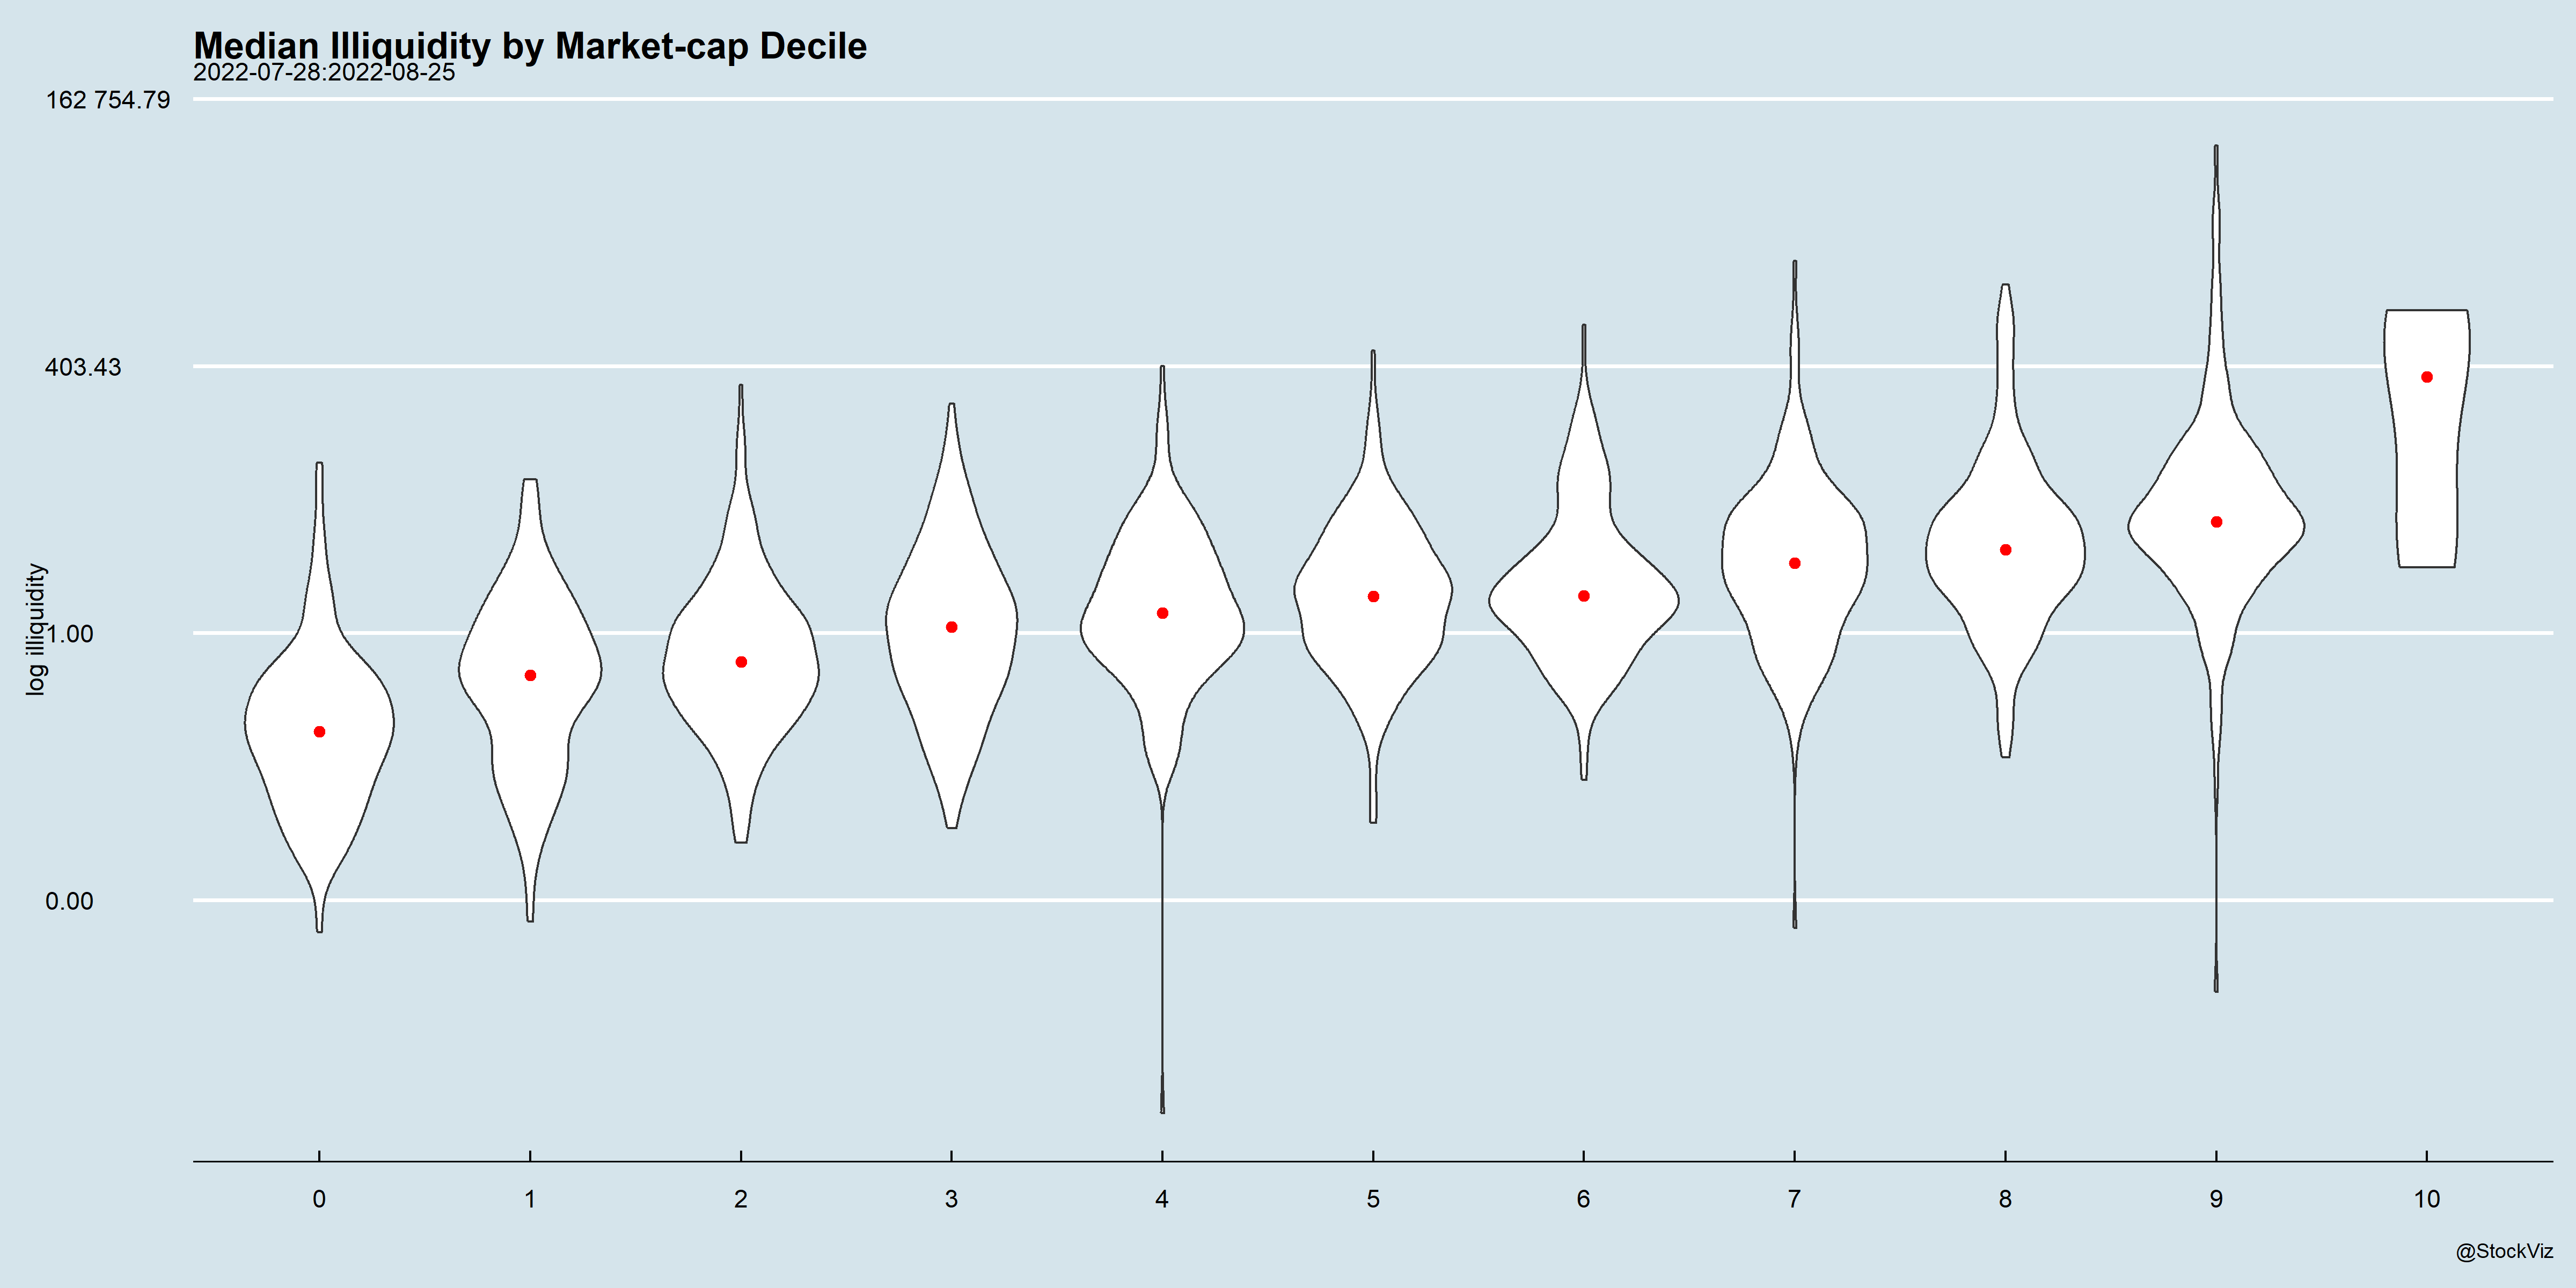 Median Illiquidity by Market-cap Decile
2022-07-28:2022-08-25
162 754.79
403.43
1.00
0.00
log illiquidity
0 1 2 3 4 5 6 7 8 9 10
@StockViz